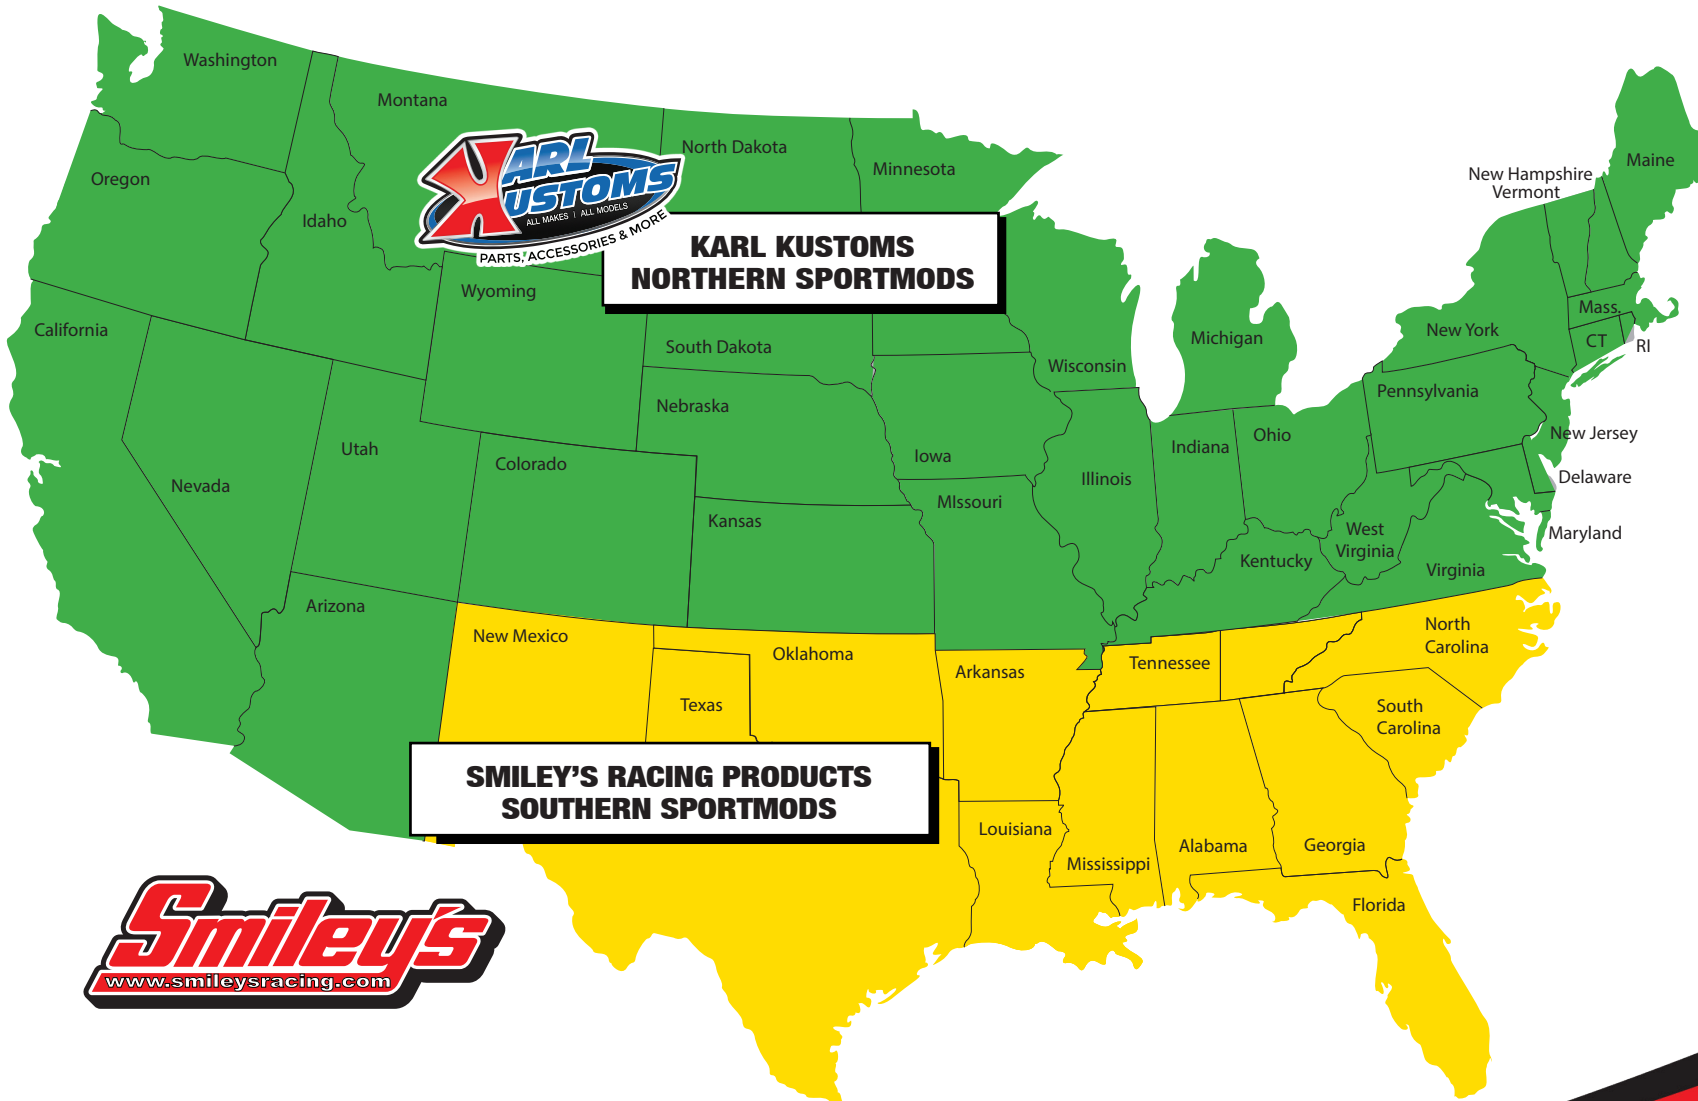 Washington
Montana
North Dakota
Minnesota
Oregon
Idaho
Maine
New Hampshire
Vermont
KARL
KUSTOMS
ALL MAKES | ALL MODELS
PARTS, ACCESSORIES & MORE
KARL KUSTOMS
NORTHERN SPORTMODS
Wyoming
California
South Dakota
Wisconsin
Michigan
New York
Mass.
CT
RI
Nebraska
Pennsylvania
Nevada
Utah
Colorado
Iowa
Illinois
Indiana
Ohio
New Jersey
Delaware
Maryland
Kansas
MIssouri
Kentucky
West
Virginia
Virginia
Arizona
New Mexico
Oklahoma
Texas
Arkansas
Tennessee
North
Carolina
South
Carolina
SMILEY’S RACING PRODUCTS
SOUTHERN SPORTMODS
Louisiana
Mississippi
Alabama
Georgia
Florida
Smiley's
www.smileysracing.com